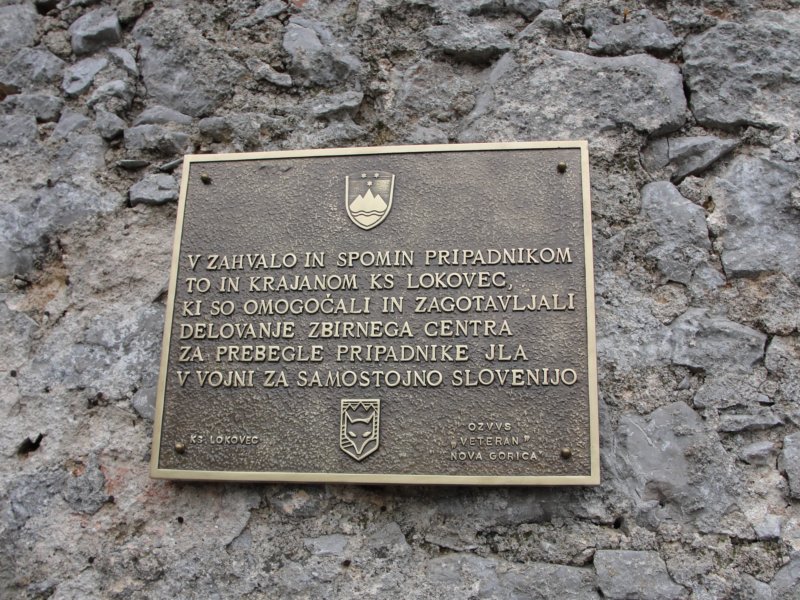 V ZAHVALO IN SPOMIN PRIPADNIKOM
TO IN KRAJANOM KS LOKOVEC,
KI SO OMOGOČALI IN ZAGOTAVLJALI
DELOVANJE ZBIRNEGA CENTRA
ZA PREBEGLE PRIPADNIKE JLA
V VOJNI ZA SAMOSTOJNO SLOVENIJO
KS LOKOVEC
OZVVS
"VETERAN"
NOVA GORICA